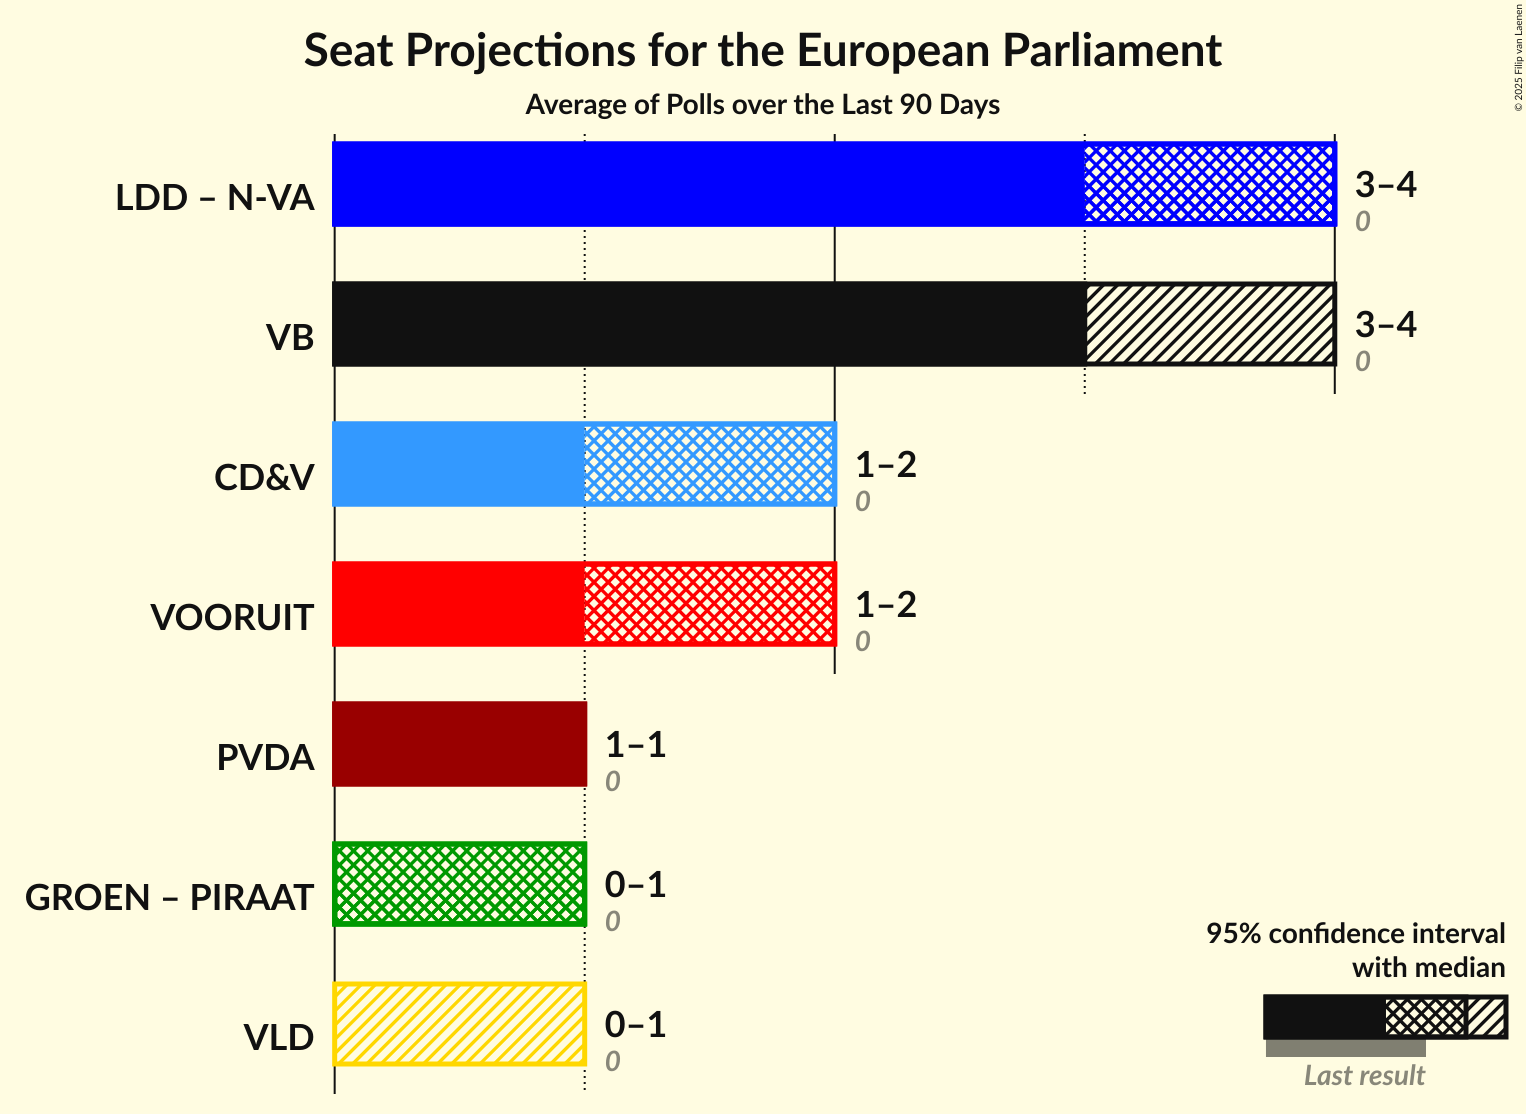 Seat Projections for the European Parliament
Average of Polls over the Last 90 Days
© 2025 Filip van Laenen
LDD – N-VA
3–4
0
VB
3–4
0
CD&V
1–2
0
VOORUIT
1–2
0
PVDA
1–1
0
GROEN – PIRAAT
0–1
0
VLD
0–1
0
95% confidence interval
with median
Last result